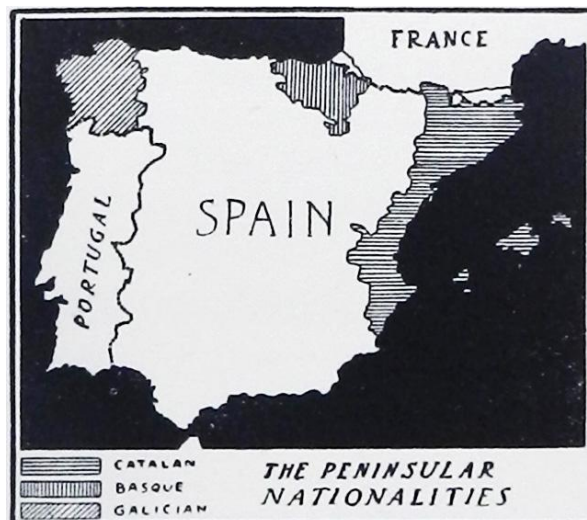 FRANCE
SPAIN
PORTUGAL
CATALAN
BASQUE
GALICIAN
THE PENINSULAR
NATIONALITIES